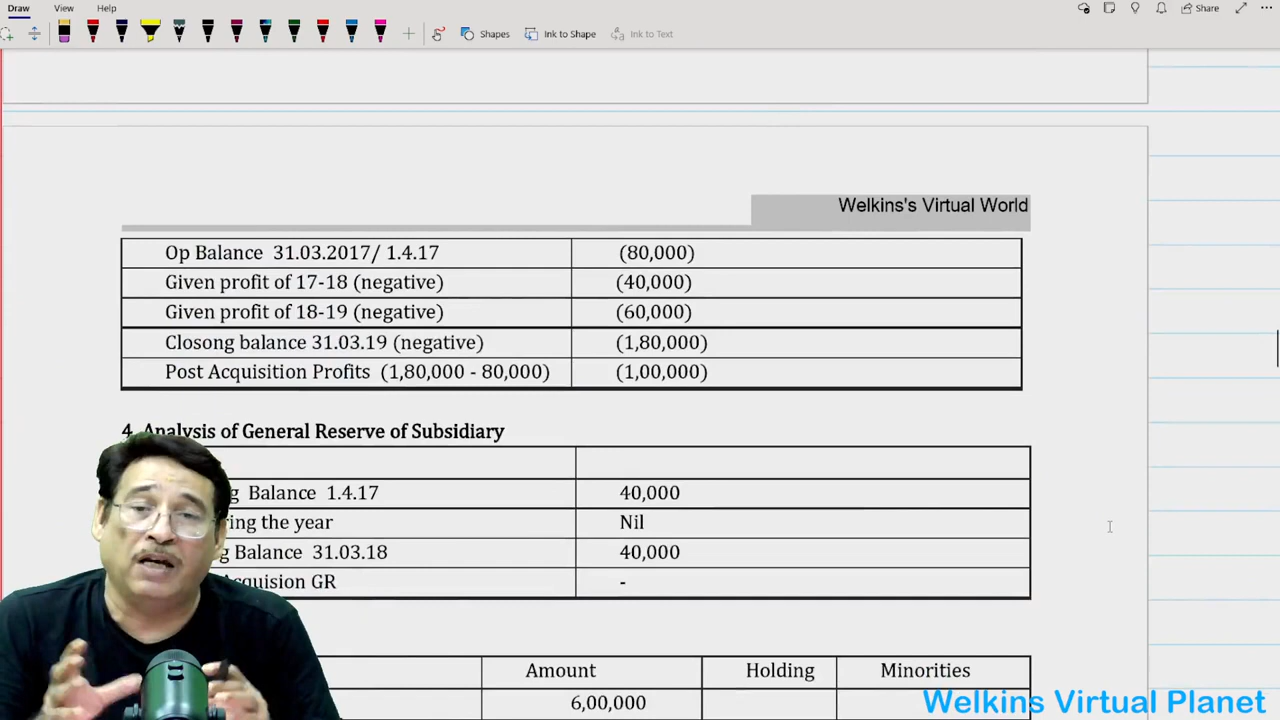 Draw View Help Share
Shapes Ink to Shape Ink to Text
Welkins's Virtual World
Op Balance 31.03.2017/ 1.4.17 (80,000)
Given profit of 17-18 (negative) (40,000)
Given profit of 18-19 (negative) (60,000)
Closong balance 31.03.19 (negative) (1,80,000)
Post Acquisition Profits (1,80,000 - 80,000) (1,00,000)
4. Analysis of General Reserve of Subsidiary
Balance 1.4.17 40,000
the year Nil
Balance 31.03.18 40,000
GR -
Amount Holding Minorities
6,00,000
Welkins Virtual Planet